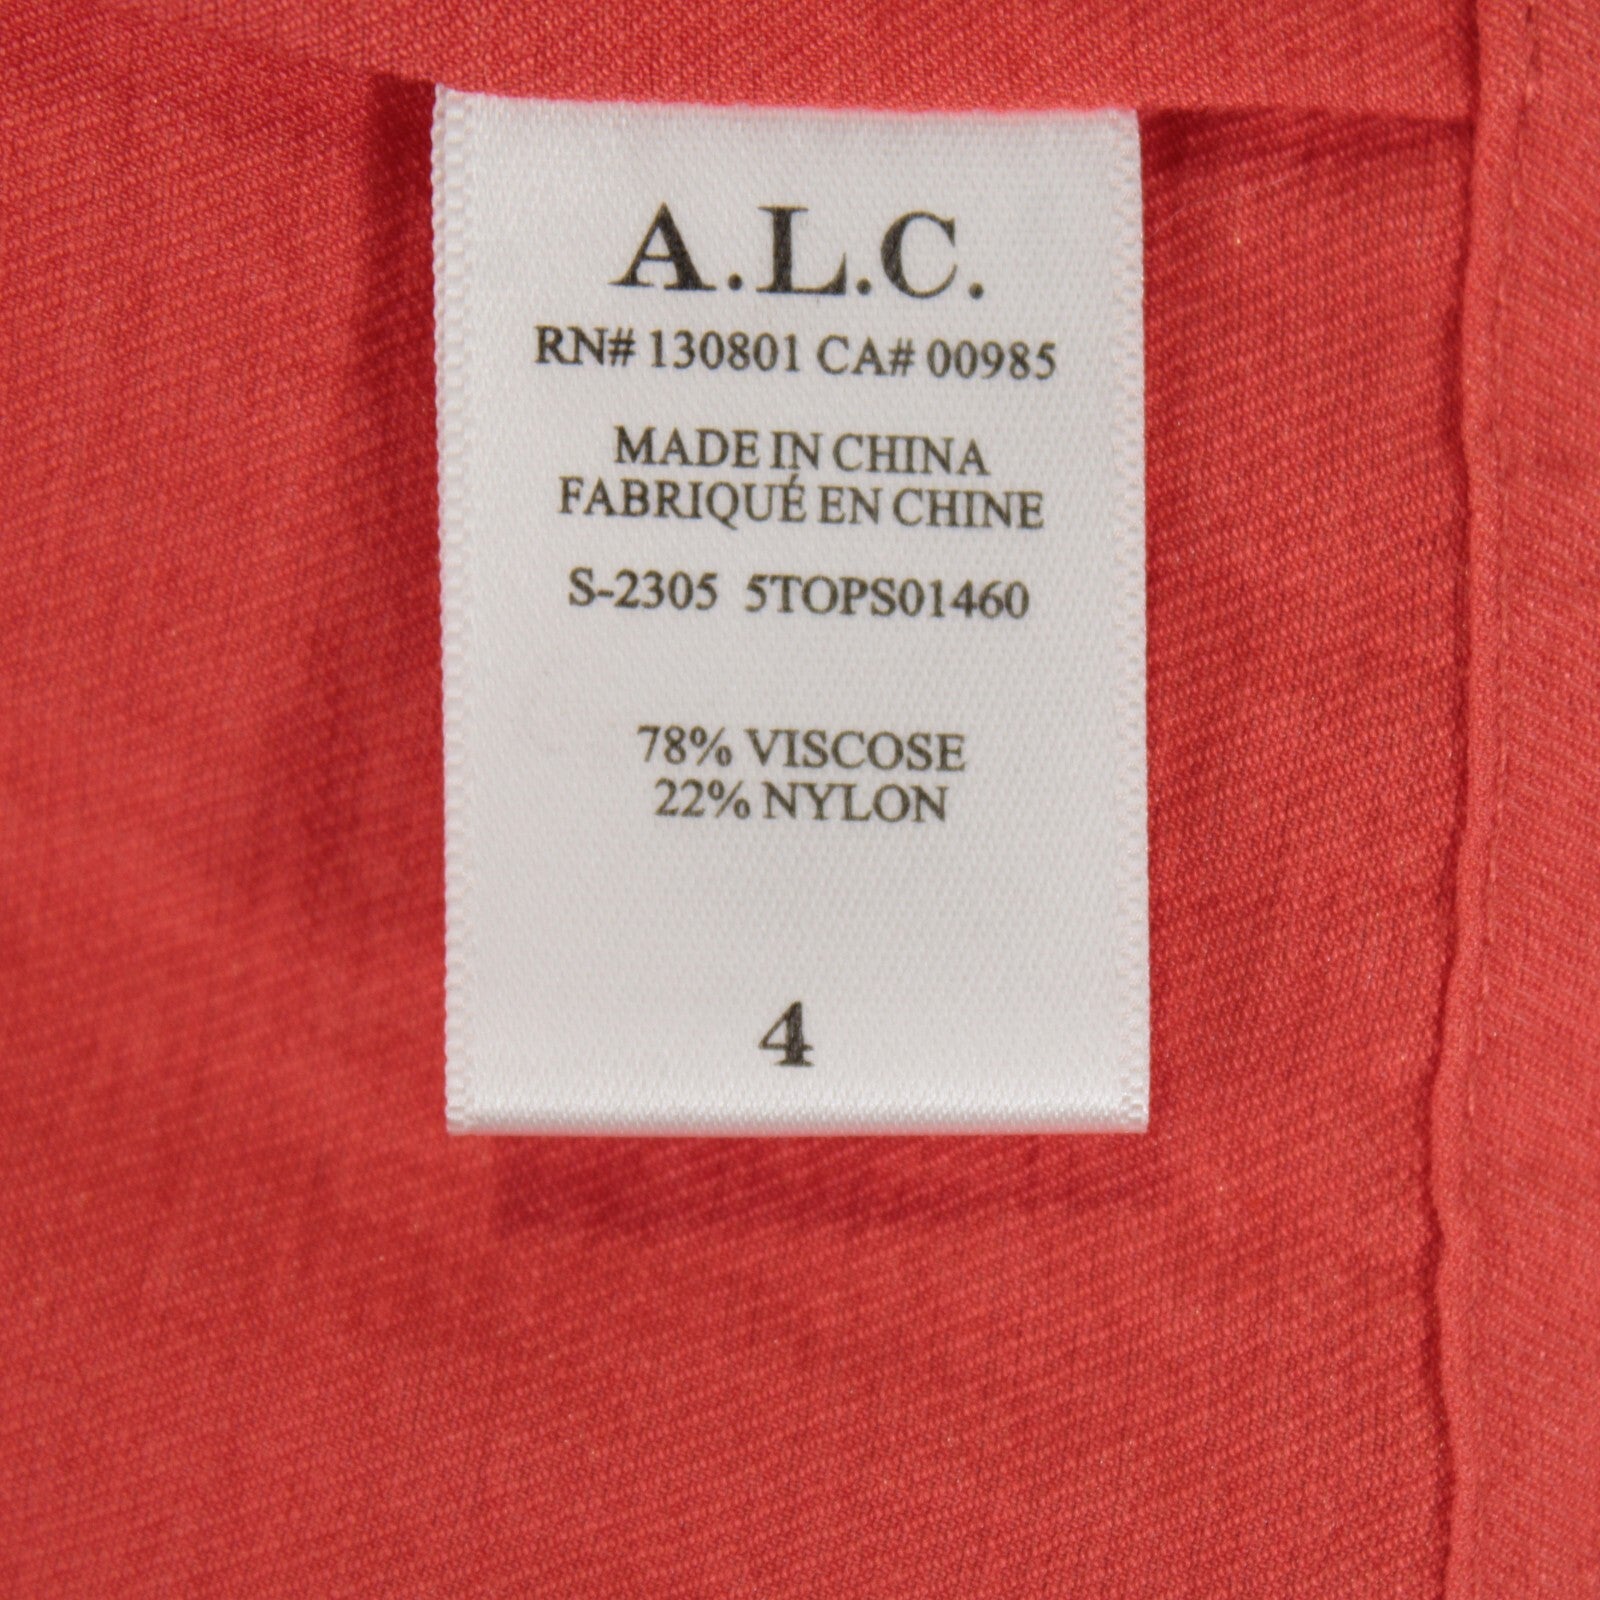 A.L.C.
RN# 130801 CA# 00985
MADE IN CHINA
FABRIQUÉ EN CHINE
S-2305 5TOPS01460
78% VISCOSE
22% NYLON
4